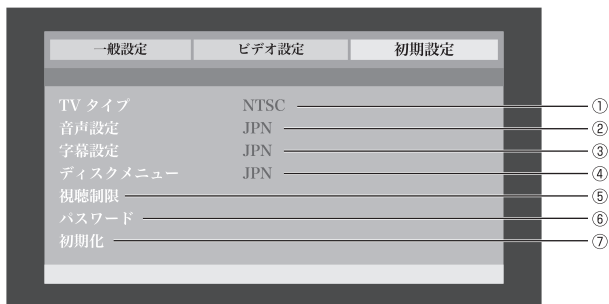 一般設定 ビデオ設定 初期設定
TV タイプ NTSC ①
音声設定 JPN ②
字幕設定 JPN ③
ディスクメニュー JPN ④
視聴制限 ⑤
パスワード ⑥
初期化 ⑦